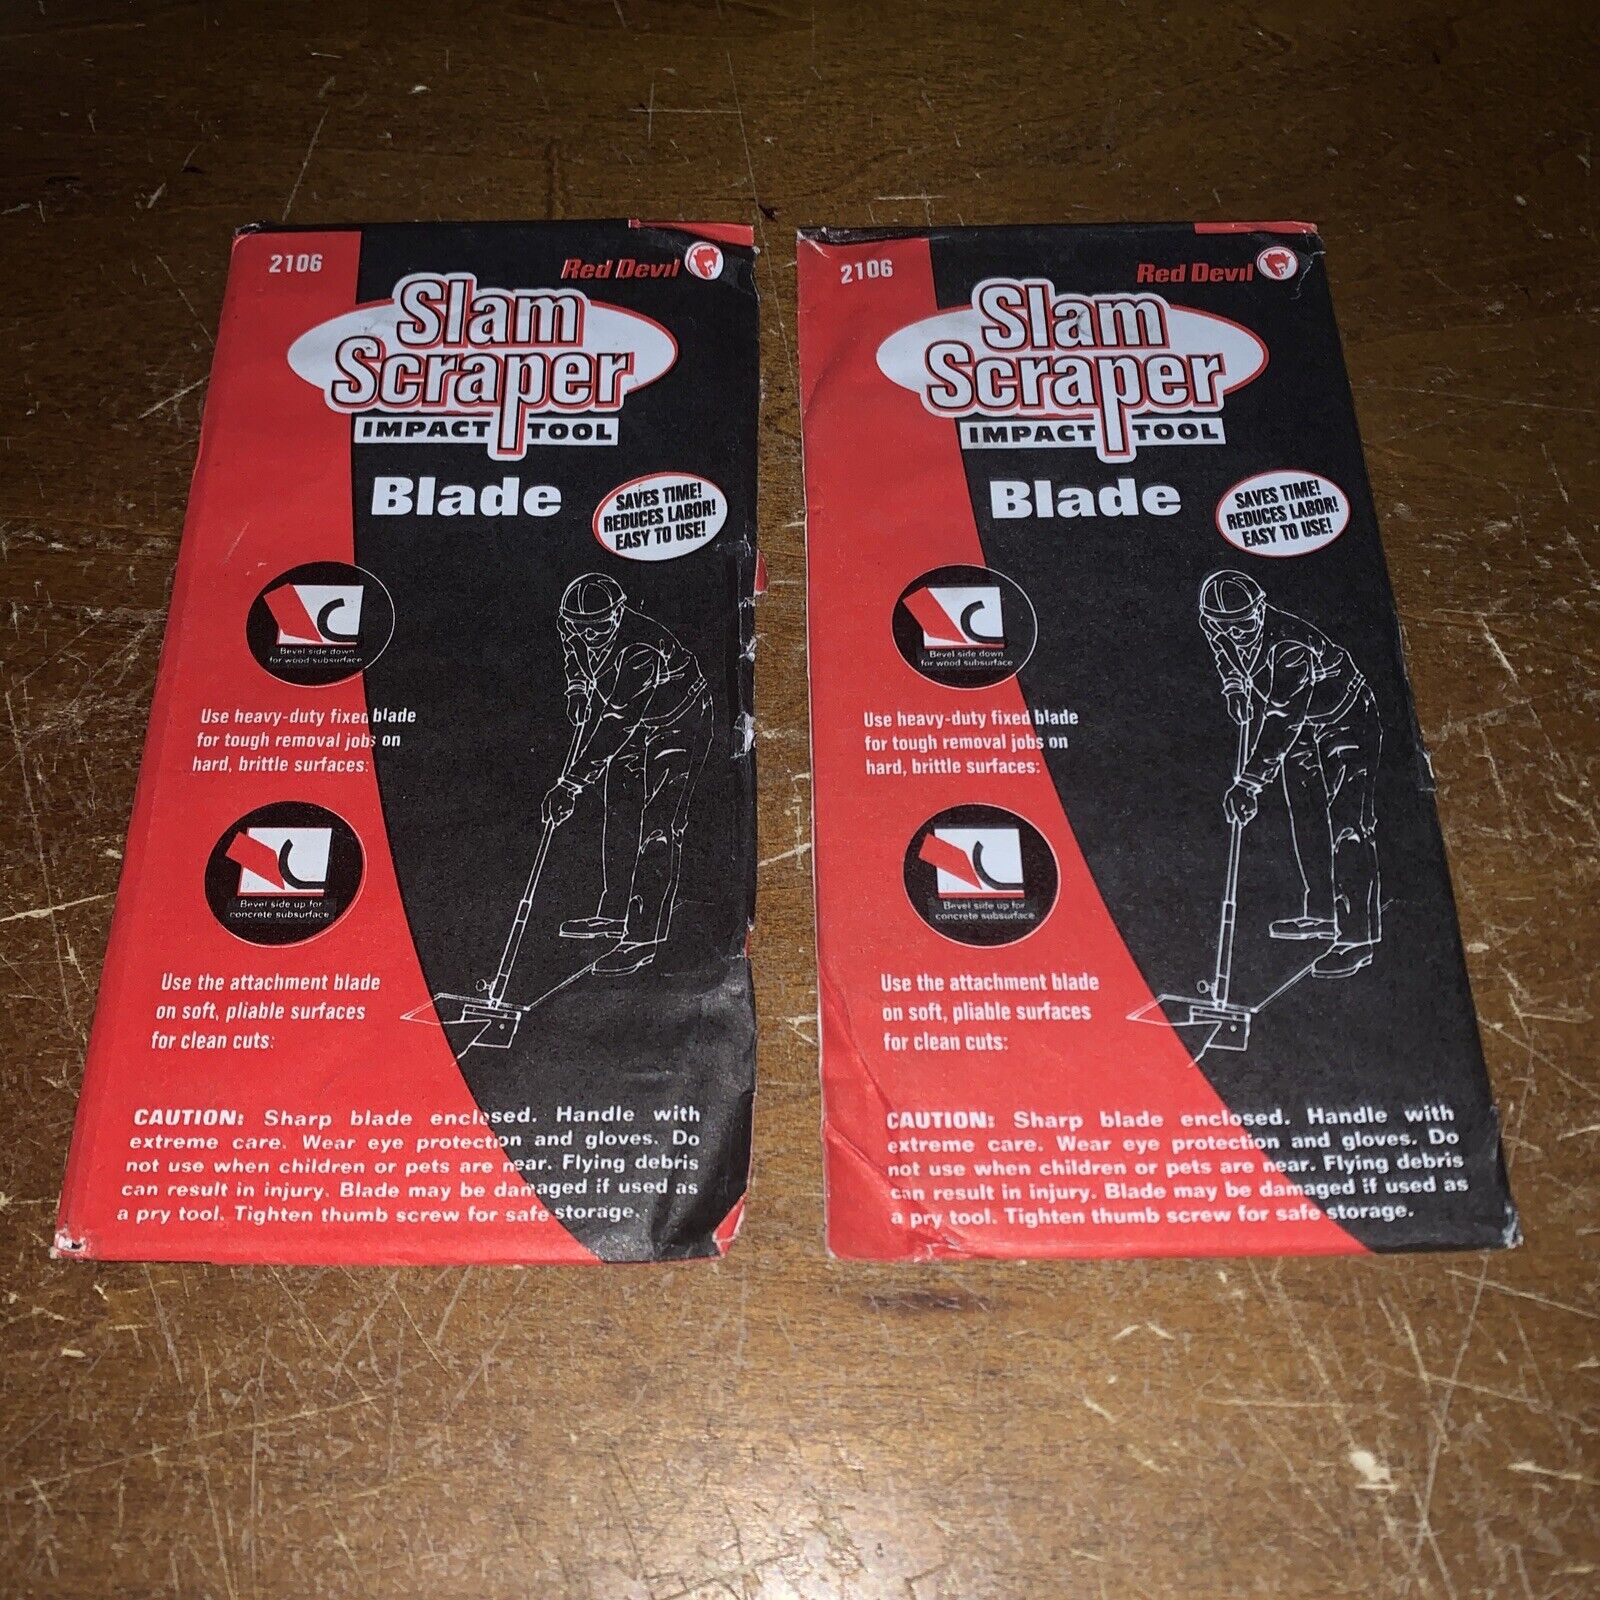 2106
Red Devil
Slam
Scraper
IMPACT TOOL
Blade
SAVES TIME!
REDUCES LABOR!
EASY TO USE!
Bevel side down
for wood subsurface
Use heavy-duty fixed blade
for tough removal jobs on
hard, brittle surfaces:
Bevel side up for
concrete subsurface
Use the attachment blade
on soft, pliable surfaces
for clean cuts:
CAUTION: Sharp blade enclosed. Handle with
extreme care. Wear eye protection and gloves. Do
not use when children or pets are near. Flying debris
can result in injury. Blade may be damaged if used as
a pry tool. Tighten thumb screw for safe storage.
2106
Red Devil
Slam
Scraper
IMPACT TOOL
Blade
SAVES TIME!
REDUCES LABOR!
EASY TO USE!
Bevel side down
for wood subsurface
Use heavy-duty fixed blade
for tough removal jobs on
hard, brittle surfaces:
Bevel side up for
concrete subsurface
Use the attachment blade
on soft, pliable surfaces
for clean cuts:
CAUTION: Sharp blade enclosed. Handle with
extreme care. Wear eye protection and gloves. Do
not use when children or pets are near. Flying debris
can result in injury. Blade may be damaged if used as
a pry tool. Tighten thumb screw for safe storage.